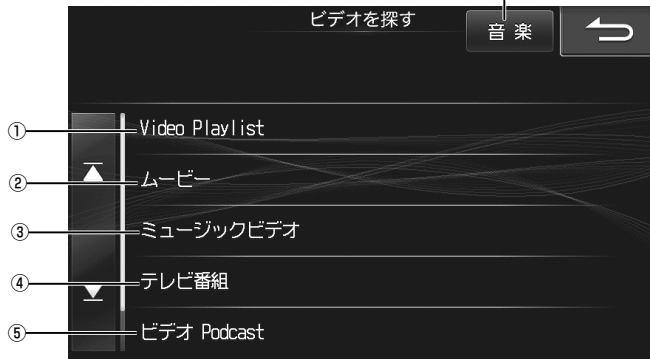 ビデオを探す
音楽
① Video Playlist
② ムービー
③ ミュージックビデオ
④ テレビ番組
⑤ ビデオ Podcast